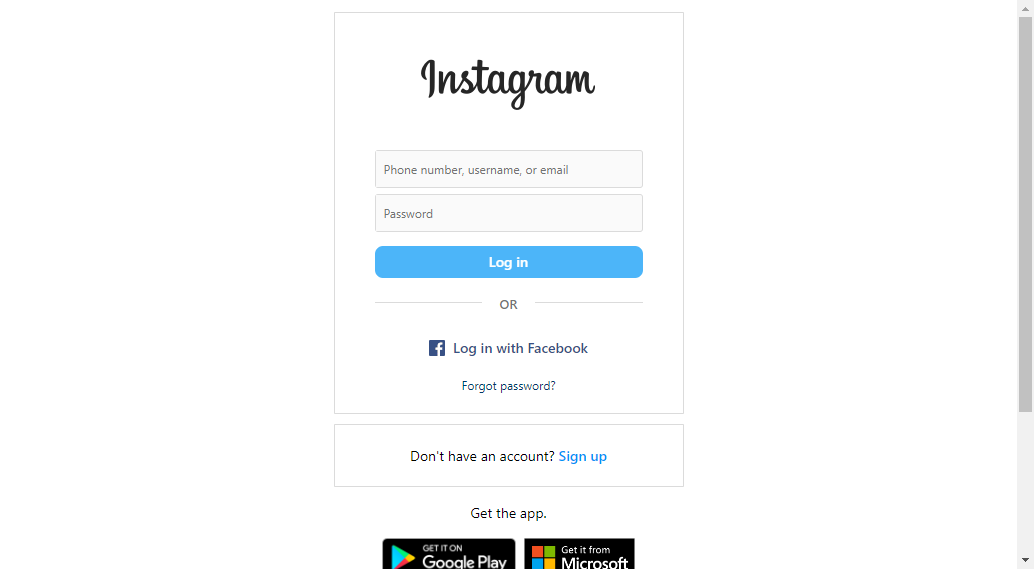 Instagram
Phone number, username, or email
Password
Log in
OR
Log in with Facebook
Forgot password?
Don't have an account? Sign up
Get the app.
GET IT ON
Google Play
Get it from
Microsoft